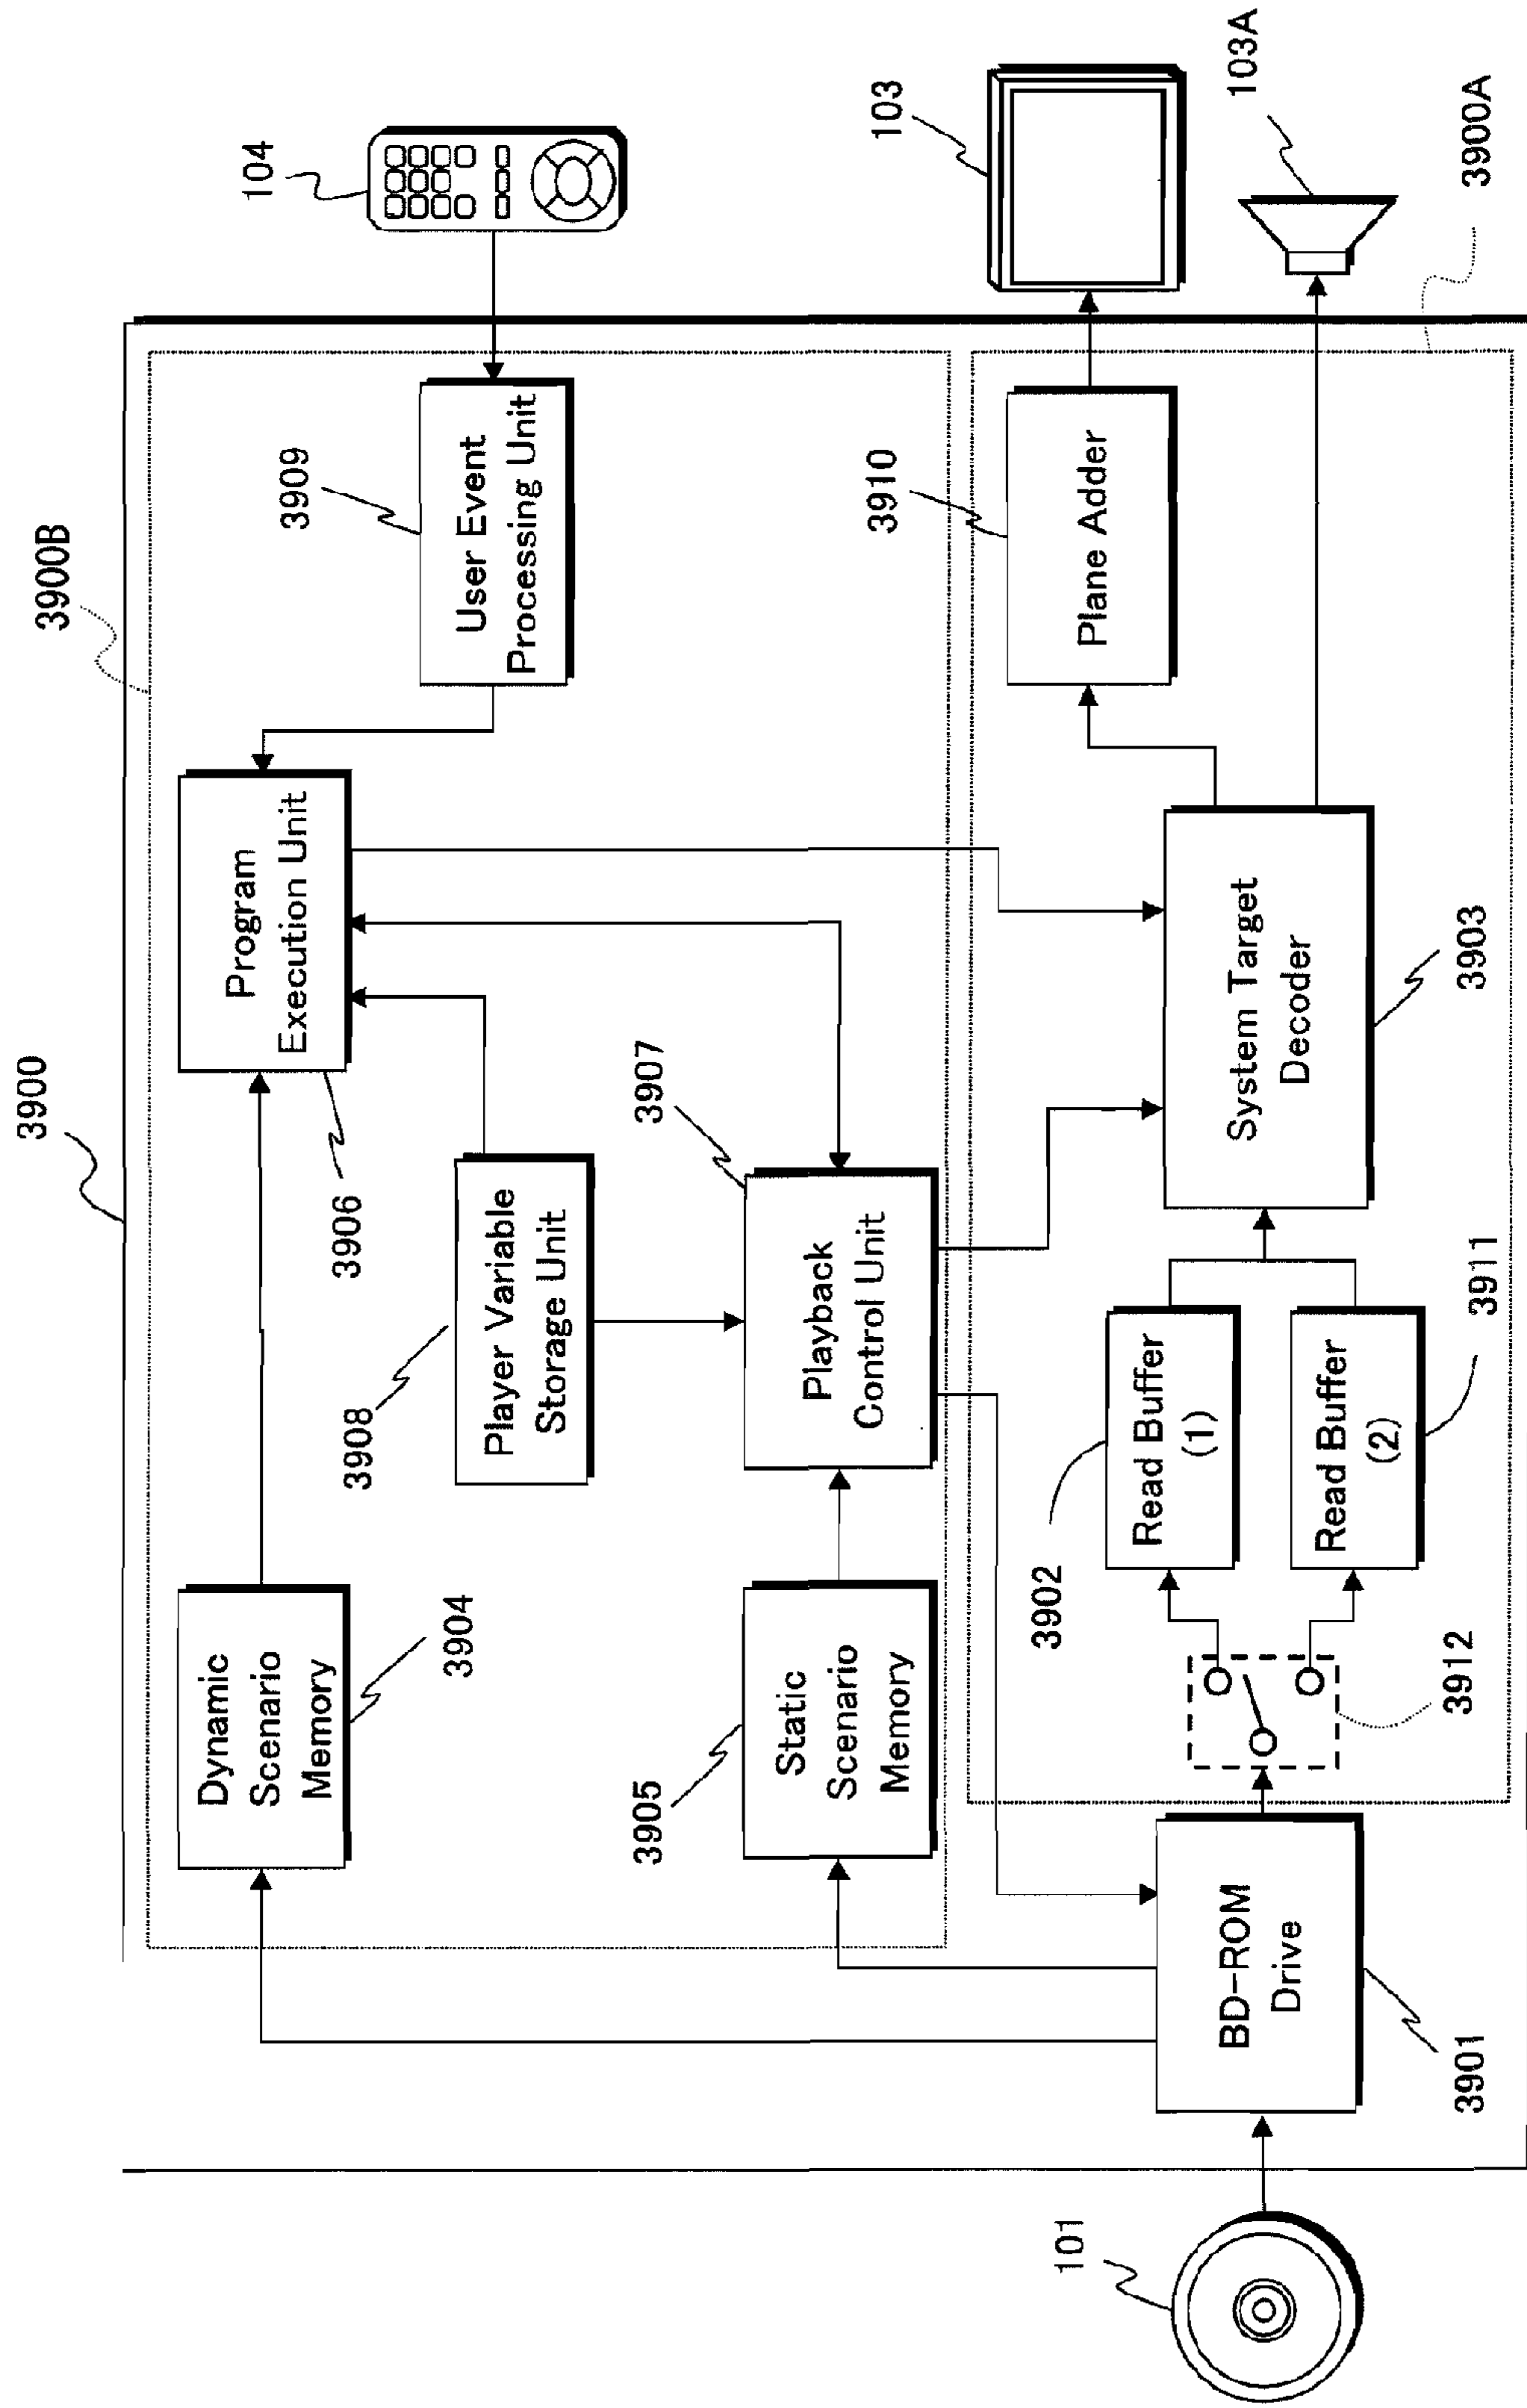 3900
3900B
104
Dynamic
Scenario
Memory
3904
Program
Execution Unit
3906
3909
User Event
Processing Unit
3908
Player Variable
Storage Unit
3905
Static
Scenario
Memory
3907
Playback
Control Unit
3910
Plane Adder
103
103A
3900A
101
BD-ROM
Drive
3901
3912
3902
Read Buffer
(1)
Read Buffer
(2)
3911
System Target
Decoder
3903